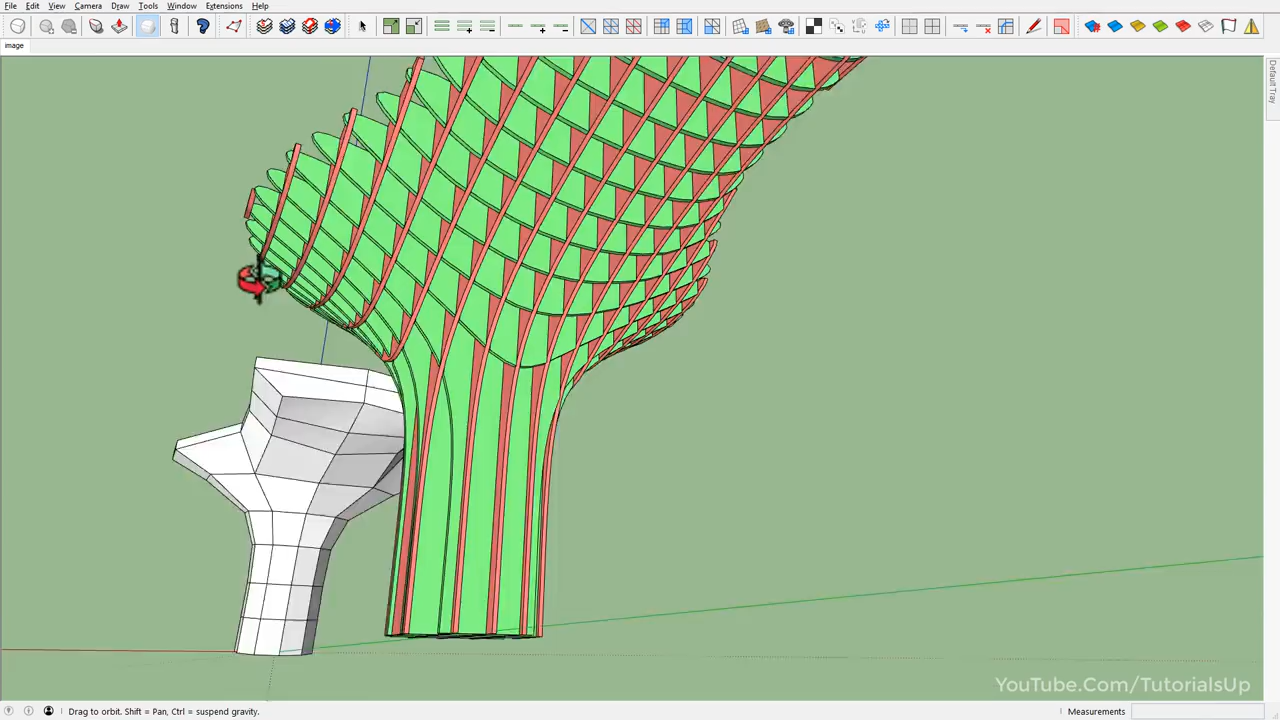 File Edit View Camera Draw Tools Window Extensions Help
image
Default Tray
YouTube.Com/TutorialsUp
Drag to orbit. Shift = Pan, Ctrl = suspend gravity.
Measurements